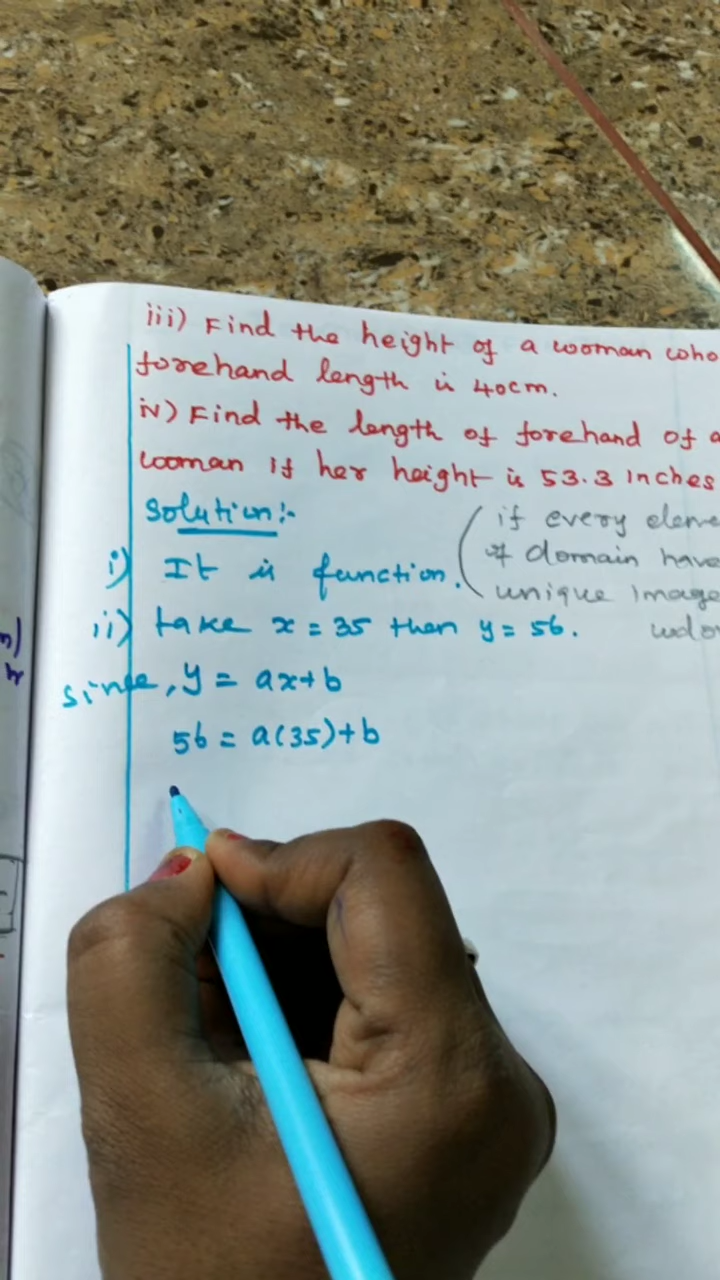 iii) Find the height of a woman
forehand length is 40cm.
iv) Find the length of forehand of a
woman if her height is 53.3 inches
Solution:-
i) It is function. (if every
of domain have
unique image
ii) take x = 35 then y = 56.
since, y = ax+b
56 = a(35)+b